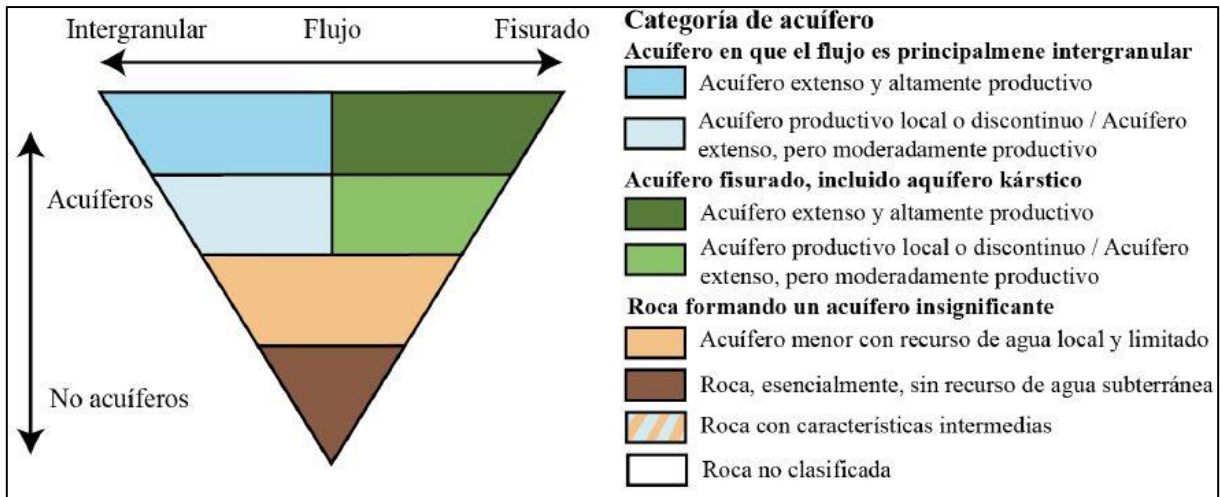 Intergranular Flujo Fisurado
Acuíferos
No acuíferos
Categoría de acuífero
Acuífero en que el flujo es principalmene intergranular
Acuífero extenso y altamente productivo
Acuífero productivo local o discontinuo / Acuífero
extenso, pero moderadamente productivo
Acuífero fisurado, incluido aquífero kárstico
Acuífero extenso y altamente productivo
Acuífero productivo local o discontinuo / Acuífero
extenso, pero moderadamente productivo
Roca formando un acuífero insignificante
Acuífero menor con recurso de agua local y limitado
Roca, esencialmente, sin recurso de agua subterránea
Roca con características intermedias
Roca no clasificada